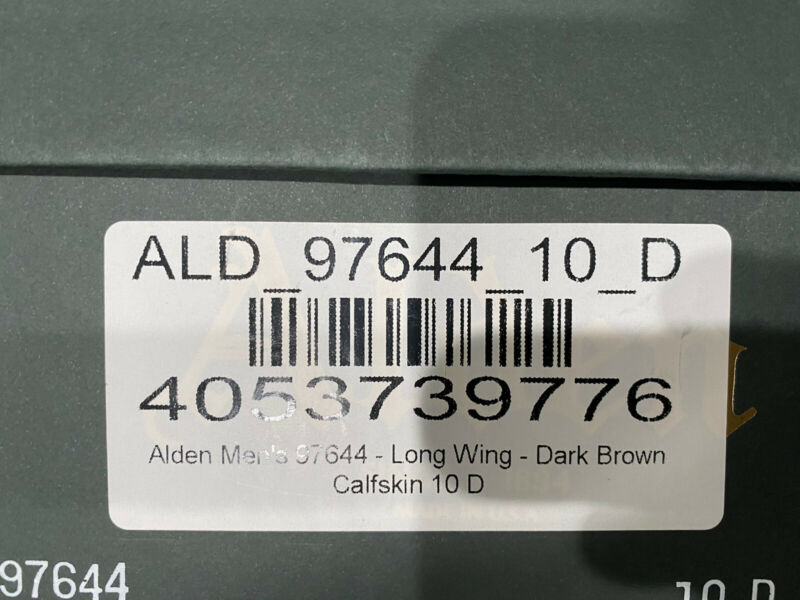 ALD_97644_10_D
4053739776
Alden Men's 97644 - Long Wing - Dark Brown
Calfskin 10 D
97644 10 D